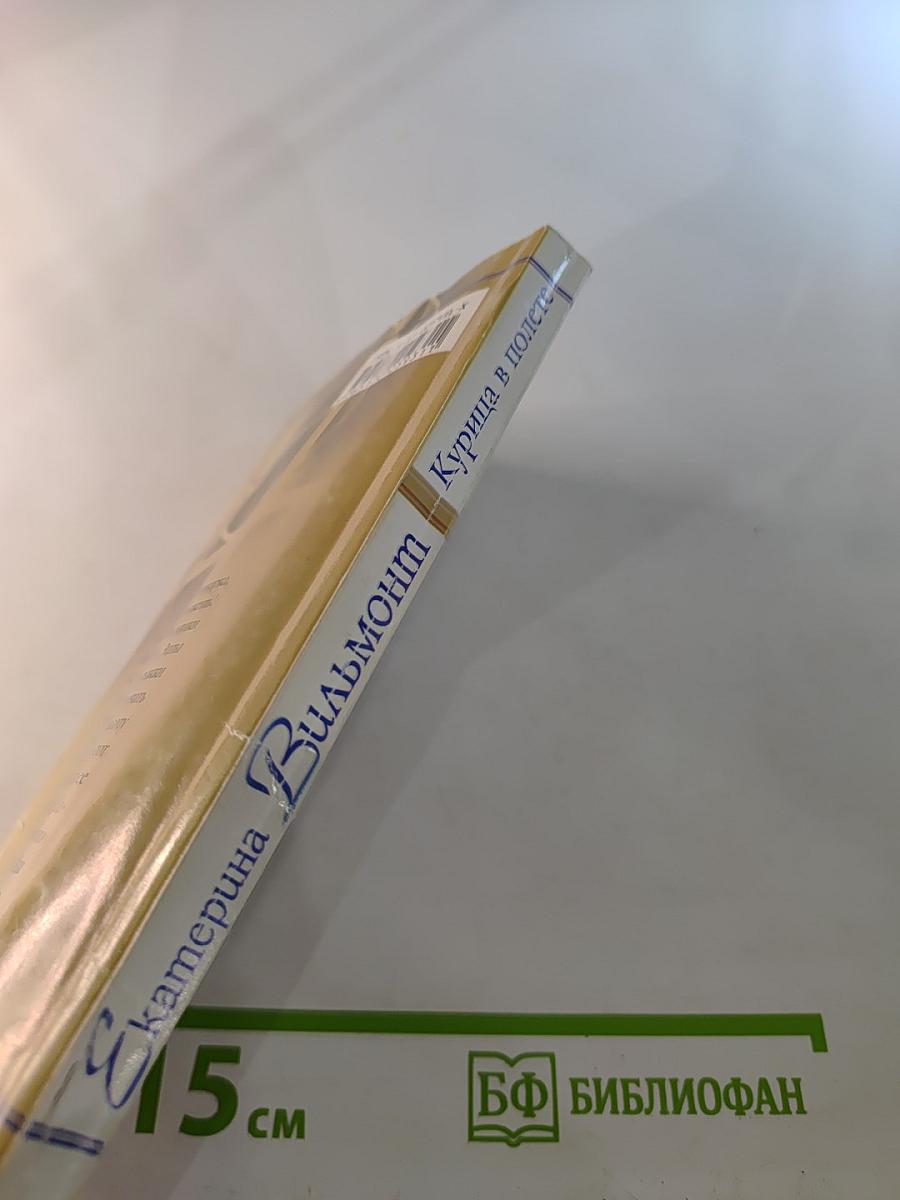 Екатерина Вильмонт Курица в полете
15 см
БФ БИБЛИОФАН